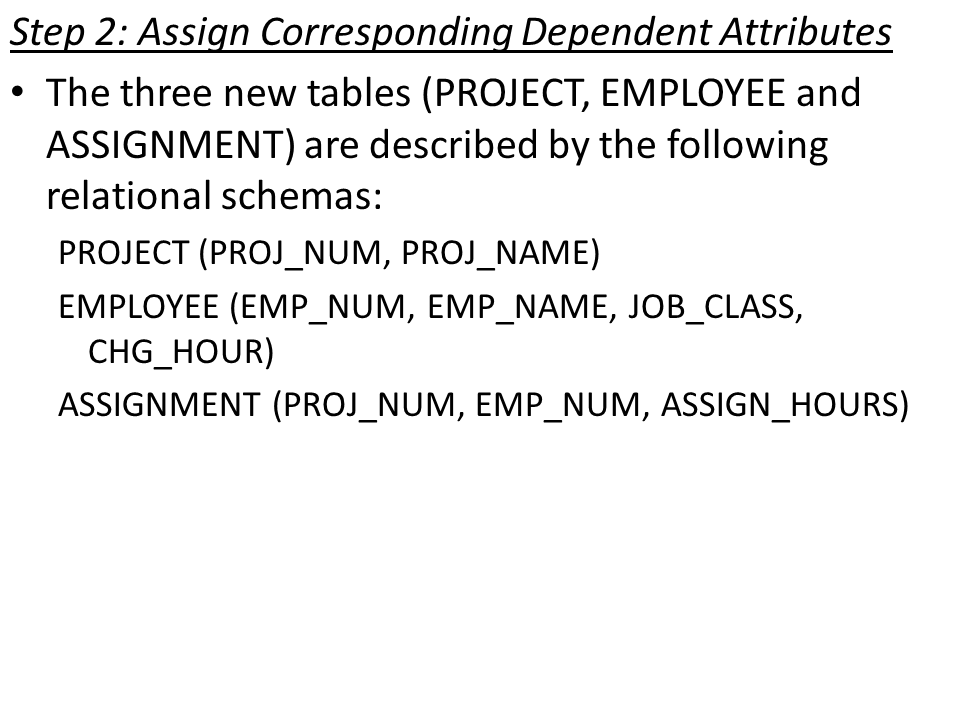 Step 2: Assign Corresponding Dependent Attributes
• The three new tables (PROJECT, EMPLOYEE and
ASSIGNMENT) are described by the following
relational schemas:
PROJECT (PROJ_NUM, PROJ_NAME)
EMPLOYEE (EMP_NUM, EMP_NAME, JOB_CLASS,
CHG_HOUR)
ASSIGNMENT (PROJ_NUM, EMP_NUM, ASSIGN_HOURS)